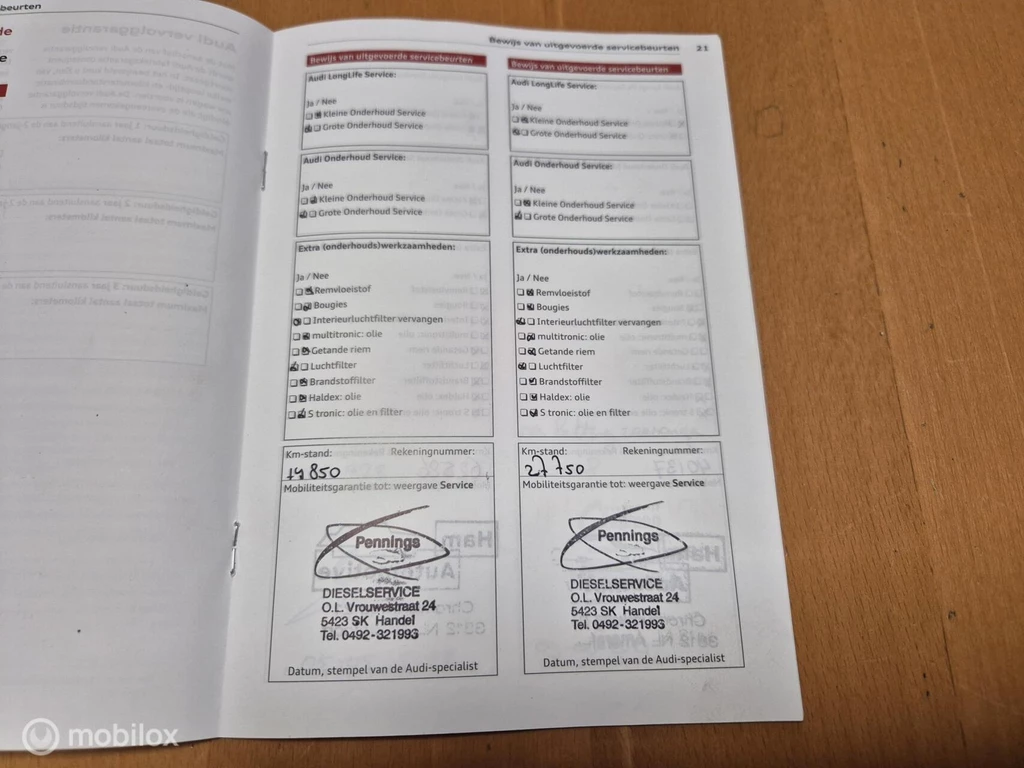 beurten
de
e
Audi vervolggarantie
Bewijs van uitgevoerde servicebeurten 21
Bewijs van uitgevoerde servicebeurten
Audi LongLife Service:
Ja / Nee
Kleine Onderhoud Service
Grote Onderhoud Service
Audi Onderhoud Service:
Ja / Nee
Kleine Onderhoud Service
Grote Onderhoud Service
Extra (onderhouds)werkzaamheden:
Ja / Nee
Remvloeistof
Bougies
Interieurluchtfilter vervangen
multitronic: olie
Getande riem
Luchtfilter
Brandstoffilter
Haldex: olie
S tronic: olie en filter
Km-stand: Rekeningnummer:
14 850
Mobiliteitsgarantie tot: weergave Service
Pennings
DIESELSERVICE
O.L. Vrouwestraat 24
5423 SK Handel
Tel. 0492-321993
Datum, stempel van de Audi-specialist
Bewijs van uitgevoerde servicebeurten
Audi LongLife Service:
Ja / Nee
Kleine Onderhoud Service
Grote Onderhoud Service
Audi Onderhoud Service:
Ja / Nee
Kleine Onderhoud Service
Grote Onderhoud Service
Extra (onderhouds)werkzaamheden:
Ja / Nee
Remvloeistof
Bougies
Interieurluchtfilter vervangen
multitronic: olie
Getande riem
Luchtfilter
Brandstoffilter
Haldex: olie
S tronic: olie en filter
Km-stand: Rekeningnummer:
27 750
Mobiliteitsgarantie tot: weergave Service
Pennings
DIESELSERVICE
O.L. Vrouwestraat 24
5423 SK Handel
Tel. 0492-321993
Datum, stempel van de Audi-specialist
mobilox